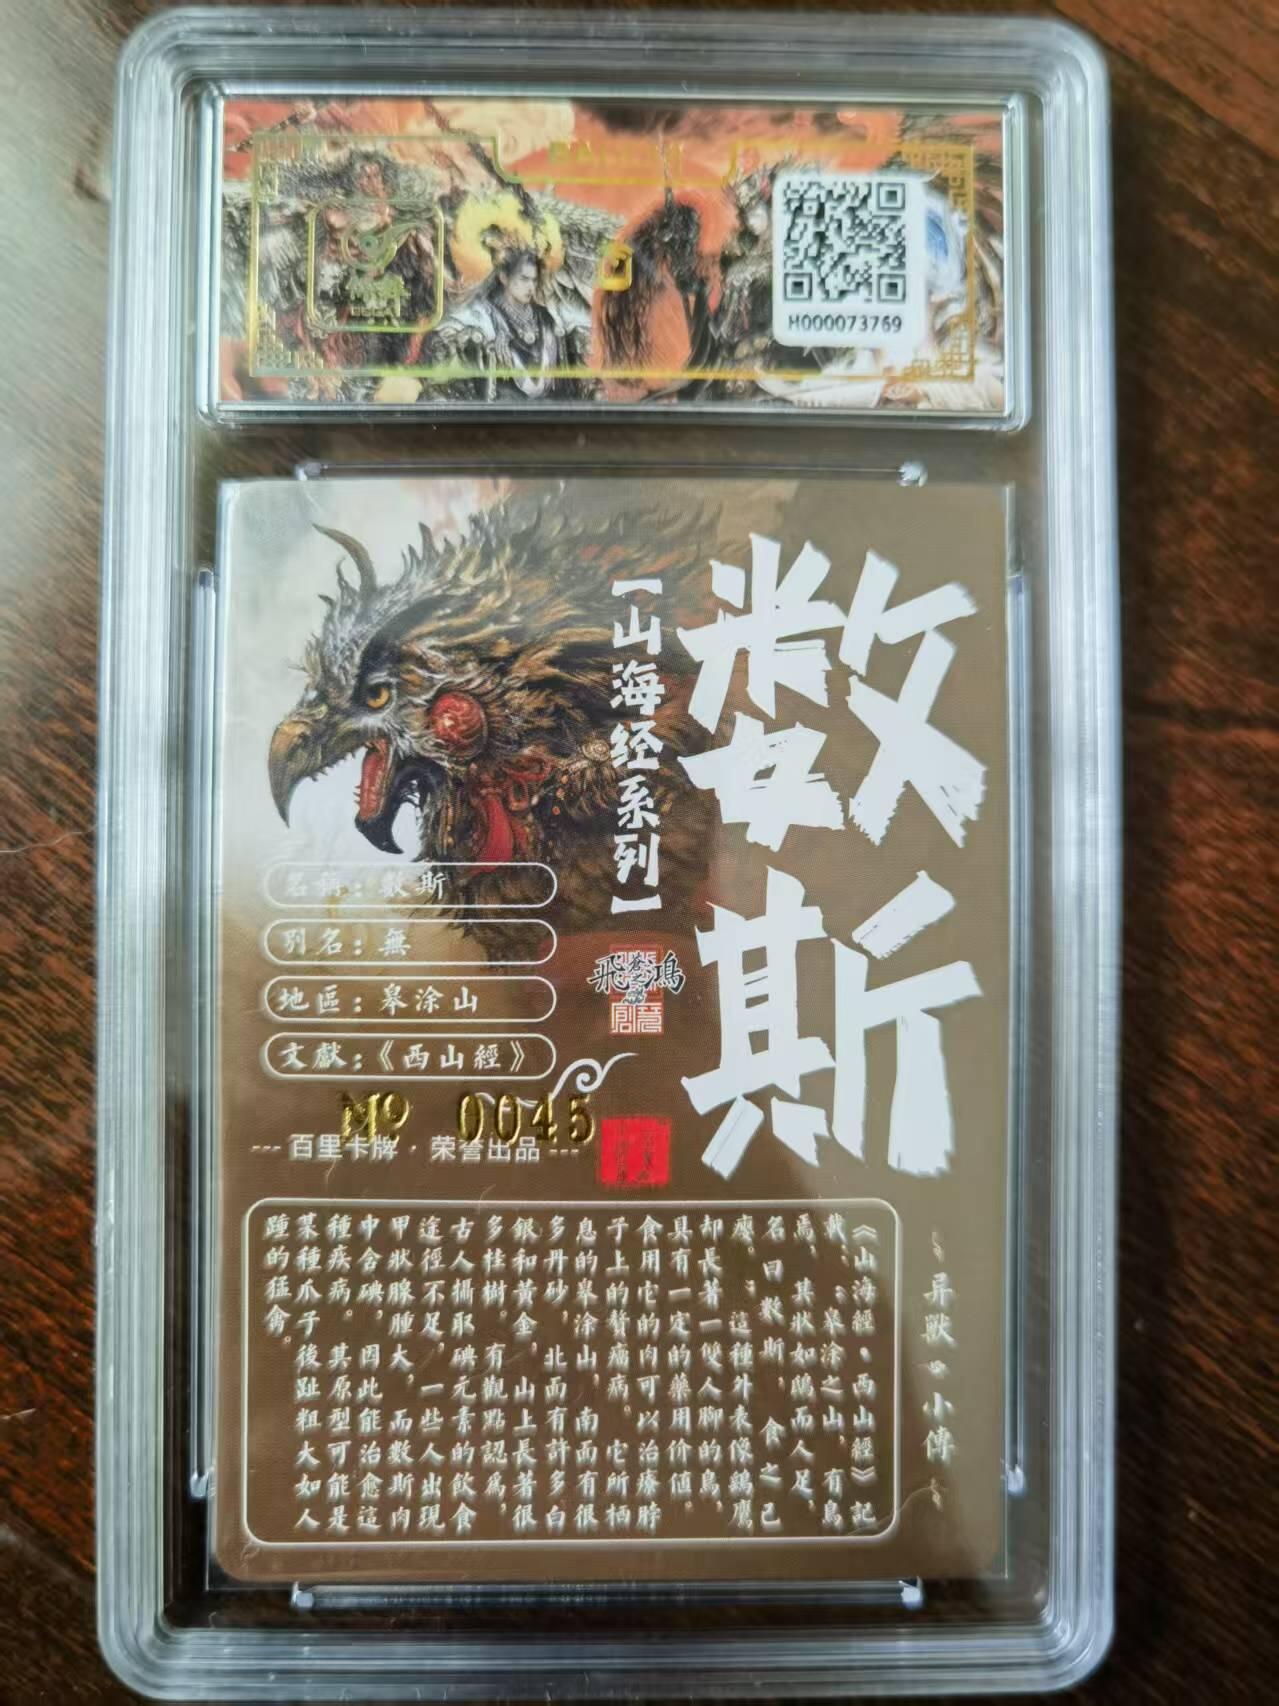 H000073769
數斯
【山海经系列】
飛鴻
名稱：數斯
別名：無
地區：皋涂山
文獻：《西山經》
№ 0045
--- 百里卡牌 · 荣誉出品 ---
异獸 小傳
《山海經·西山經》記
載：：皋涂之山，有鳥
焉，其狀如鴟而人足，
名曰數斯，食之已
癭。；這種外表像鷂鷹
却長著一雙人脚的鳥，
具有一定的藥用价值。
食用它的肉可以治療脖
子上的贅瘤病。它所栖
息的皋涂山，南面有很
多丹砂，北面有許多白
銀和黃金，山上長著很
多桂樹。有觀點認爲，
古人攝取碘元素的飲食
途徑不足，一些人出現
甲狀腺腫大，而數斯肉
中含碘，因此能治愈這
種疾病。其原型可能是
某種爪子後趾粗大如人
踵的猛禽。